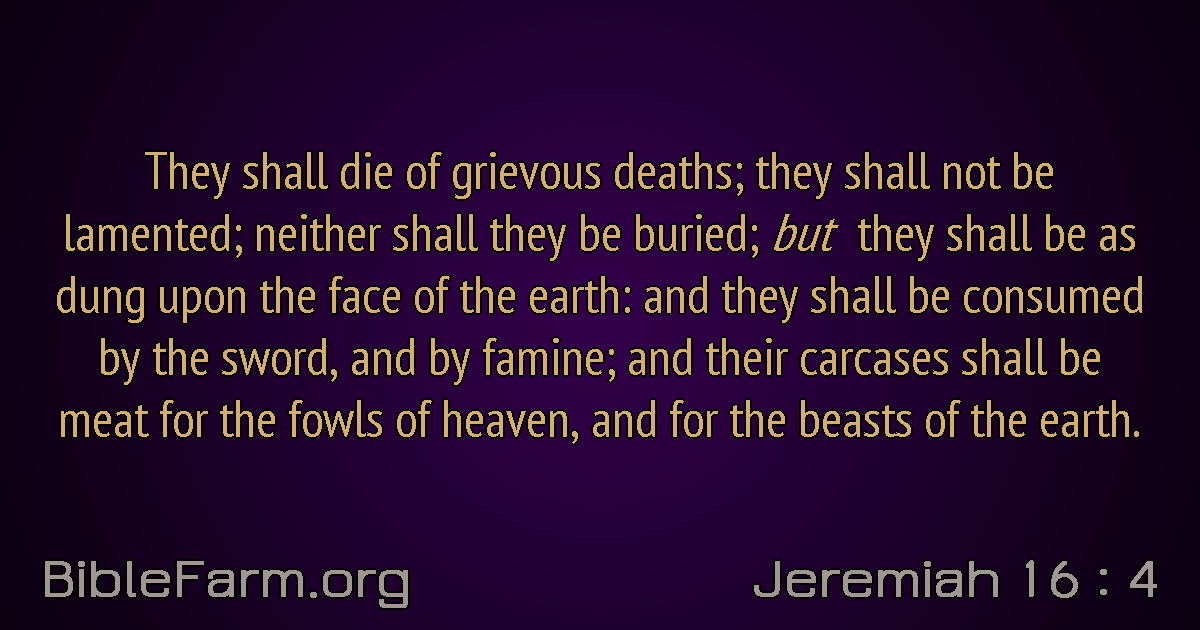 They shall die of grievous deaths; they shall not be
lamented; neither shall they be buried; but they shall be as
dung upon the face of the earth: and they shall be consumed
by the sword, and by famine; and their carcases shall be
meat for the fowls of heaven, and for the beasts of the earth.
BibleFarm.org
Jeremiah 16 : 4